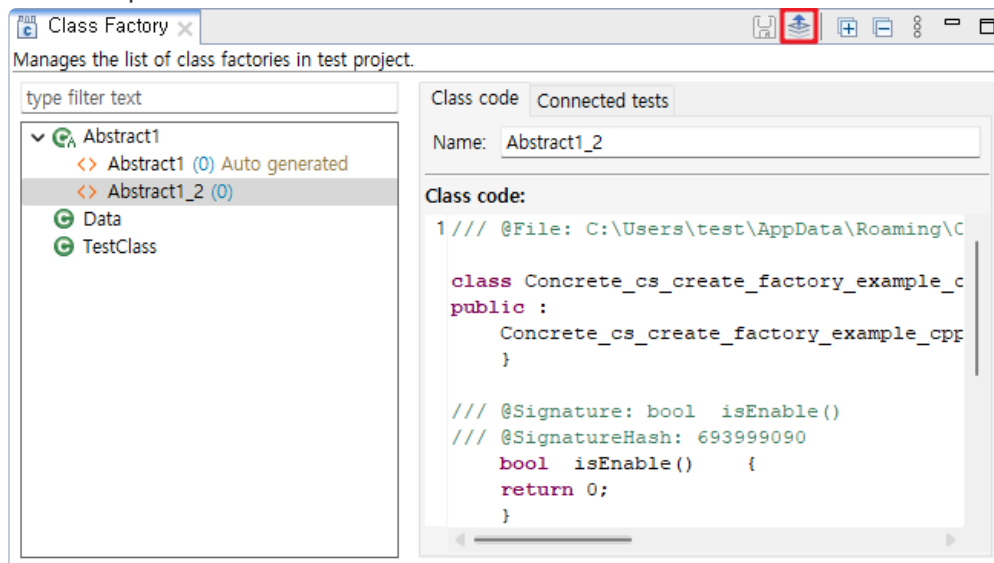 Class Factory
Manages the list of class factories in test project.
type filter text
Abstract1
<> Abstract1 (0) Auto generated
<> Abstract1_2 (0)
Data
TestClass
Class code Connected tests
Name: Abstract1_2
Class code:
1/// @File: C:\Users\test\AppData\Roaming\C
class Concrete_cs_create_factory_example_c
public :
Concrete_cs_create_factory_example_cpp
}
/// @Signature: bool  isEnable()
/// @SignatureHash: 693999090
bool  isEnable()    {
return 0;
}